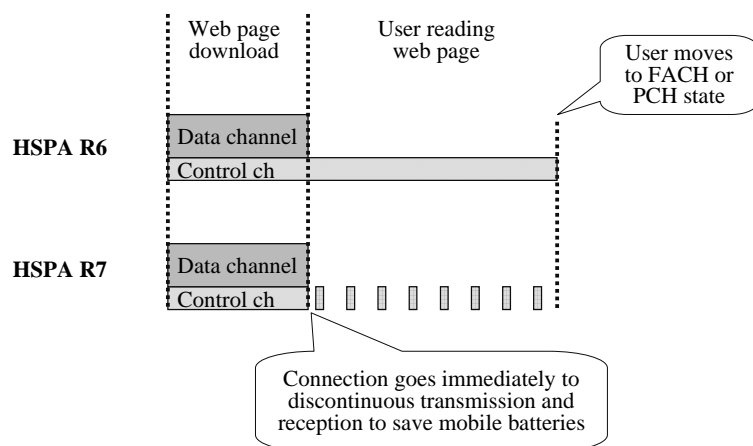 Web page
download
User reading
web page
User moves
to FACH or
PCH state
HSPA R6
Data channel
Control ch
HSPA R7
Data channel
Control ch
Connection goes immediately to
discontinuous transmission and
reception to save mobile batteries